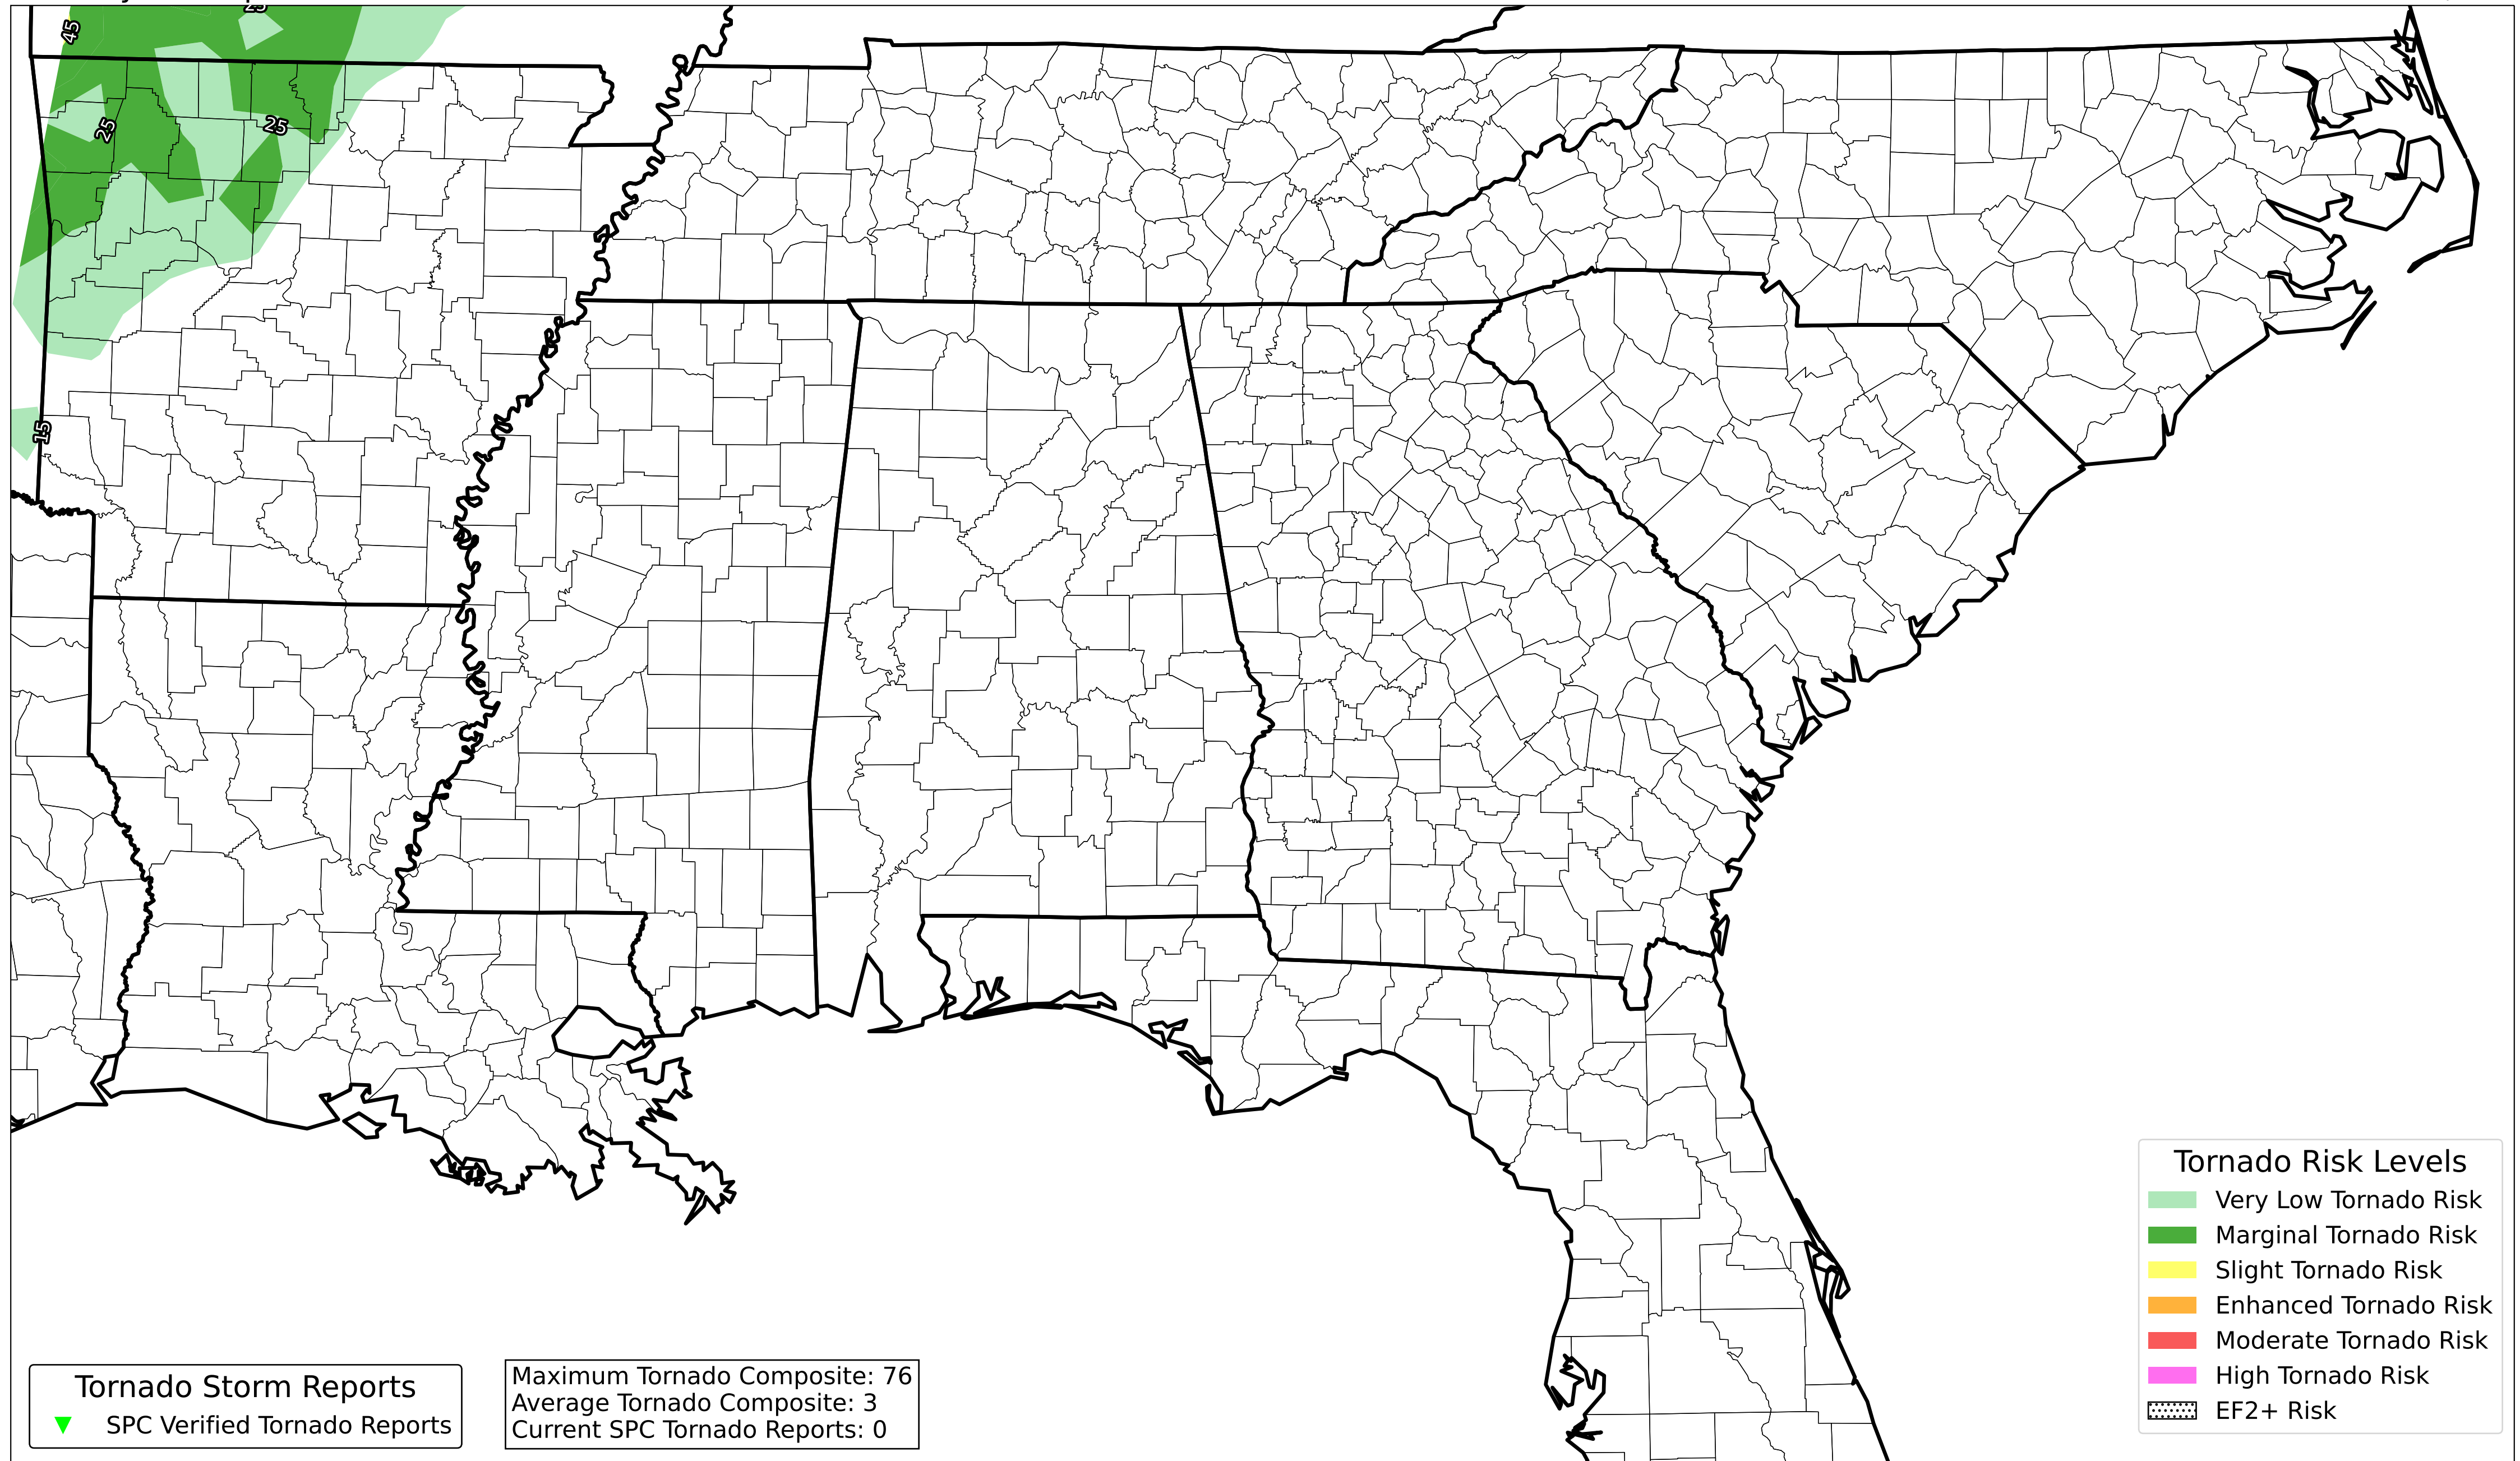 25
45
25
25
15
Tornado Risk Levels
Very Low Tornado Risk
Marginal Tornado Risk
Slight Tornado Risk
Enhanced Tornado Risk
Moderate Tornado Risk
High Tornado Risk
EF2+ Risk
Tornado Storm Reports
SPC Verified Tornado Reports
Maximum Tornado Composite: 76
Average Tornado Composite: 3
Current SPC Tornado Reports: 0